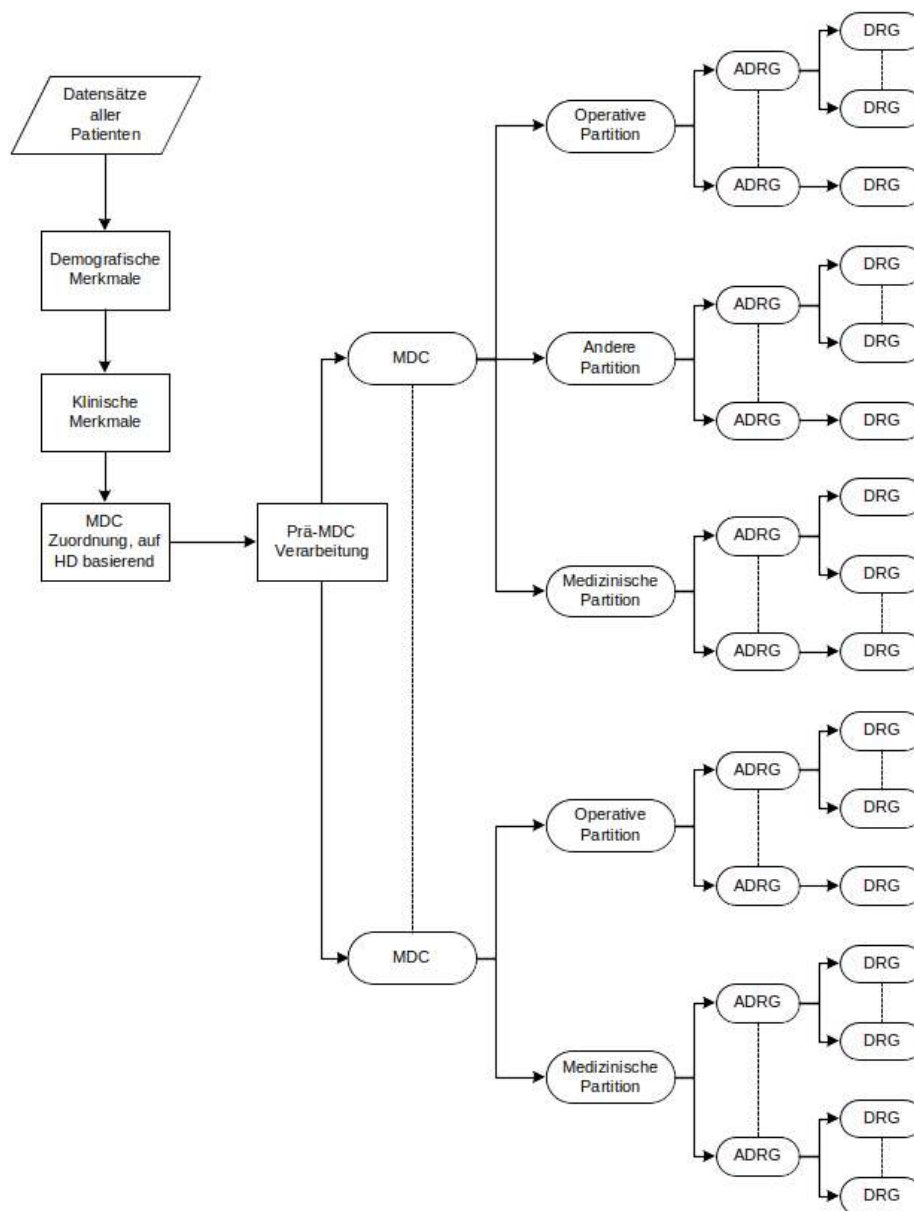 Datensätze
aller
Patienten
Demografische
Merkmale
Klinische
Merkmale
MDC
Zuordnung, auf
HD basierend
Prä-MDC
Verarbeitung
MDC
Operative
Partition
ADRG
DRG
DRG
ADRG
DRG
Andere
Partition
ADRG
DRG
DRG
ADRG
DRG
Medizinische
Partition
ADRG
DRG
DRG
ADRG
DRG
MDC
Operative
Partition
ADRG
DRG
DRG
ADRG
DRG
Medizinische
Partition
ADRG
DRG
DRG
ADRG
DRG
DRG